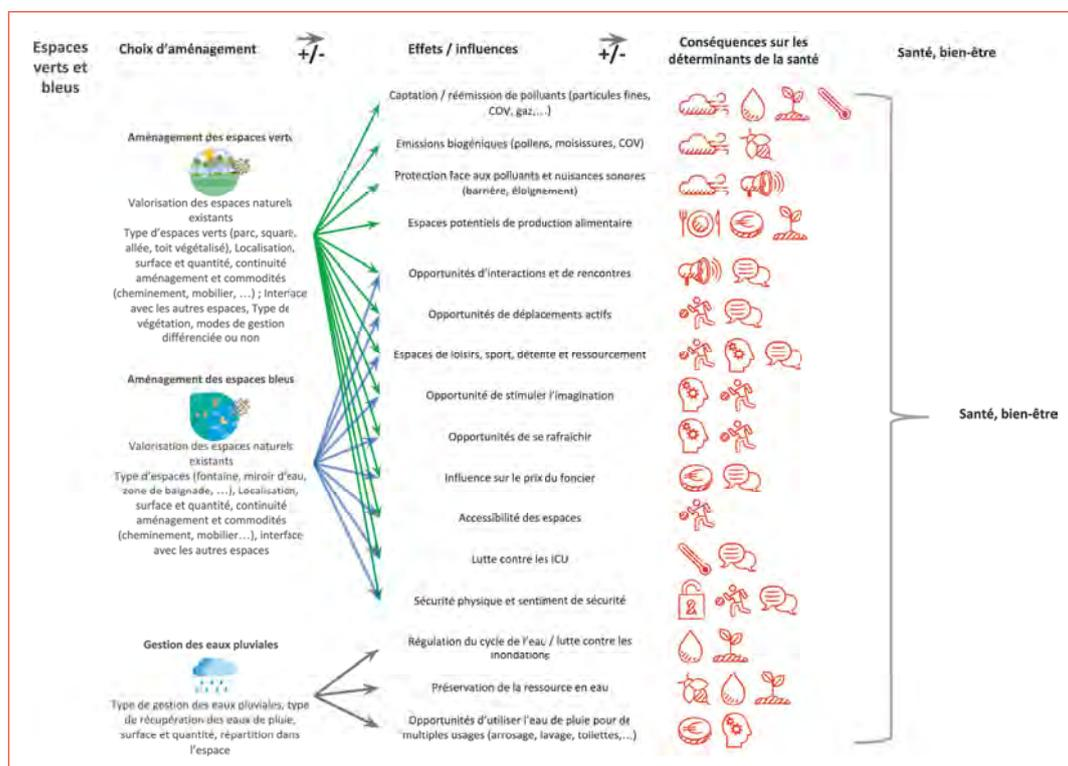 Espaces
verts et
bleus
Choix d'aménagement
+/-
Effets / influences
+/-
Conséquences sur les
déterminants de la santé
Santé, bien-être
Aménagement des espaces verts
Valorisation des espaces naturels
existants
Type d'espaces verts (parc, square,
allée, toit végétalisé), Localisation,
surface et quantité, continuité
aménagement et commodités
(cheminement, mobilier, ...) ; Interface
avec les autres espaces, Type de
végétation, modes de gestion
différenciée ou non
Aménagement des espaces bleus
Valorisation des espaces naturels
existants
Type d'espaces (fontaine, miroir d'eau,
zone de baignade, ...), Localisation,
surface et quantité, continuité
aménagement et commodités
(cheminement, mobilier...), interface
avec les autres espaces
Gestion des eaux pluviales
Type de gestion des eaux pluviales, type
de récupération des eaux de pluie,
surface et quantité, répartition dans
l'espace
Captation / réémission de polluants (particules fines,
COV, gaz,...)
Emissions biogéniques (pollens, moisissures, COV)
Protection face aux polluants et nuisances sonores
(barrière, éloignement)
Espaces potentiels de production alimentaire
Opportunités d'interactions et de rencontres
Opportunités de déplacements actifs
Espaces de loisirs, sport, détente et ressourcement
Opportunité de stimuler l'imagination
Opportunités de se rafraîchir
Influence sur le prix du foncier
Accessibilité des espaces
Lutte contre les ICU
Sécurité physique et sentiment de sécurité
Régulation du cycle de l'eau / lutte contre les
inondations
Préservation de la ressource en eau
Opportunités d'utiliser l'eau de pluie pour de
multiples usages (arrosage, lavage, toilettes,...)
Santé, bien-être